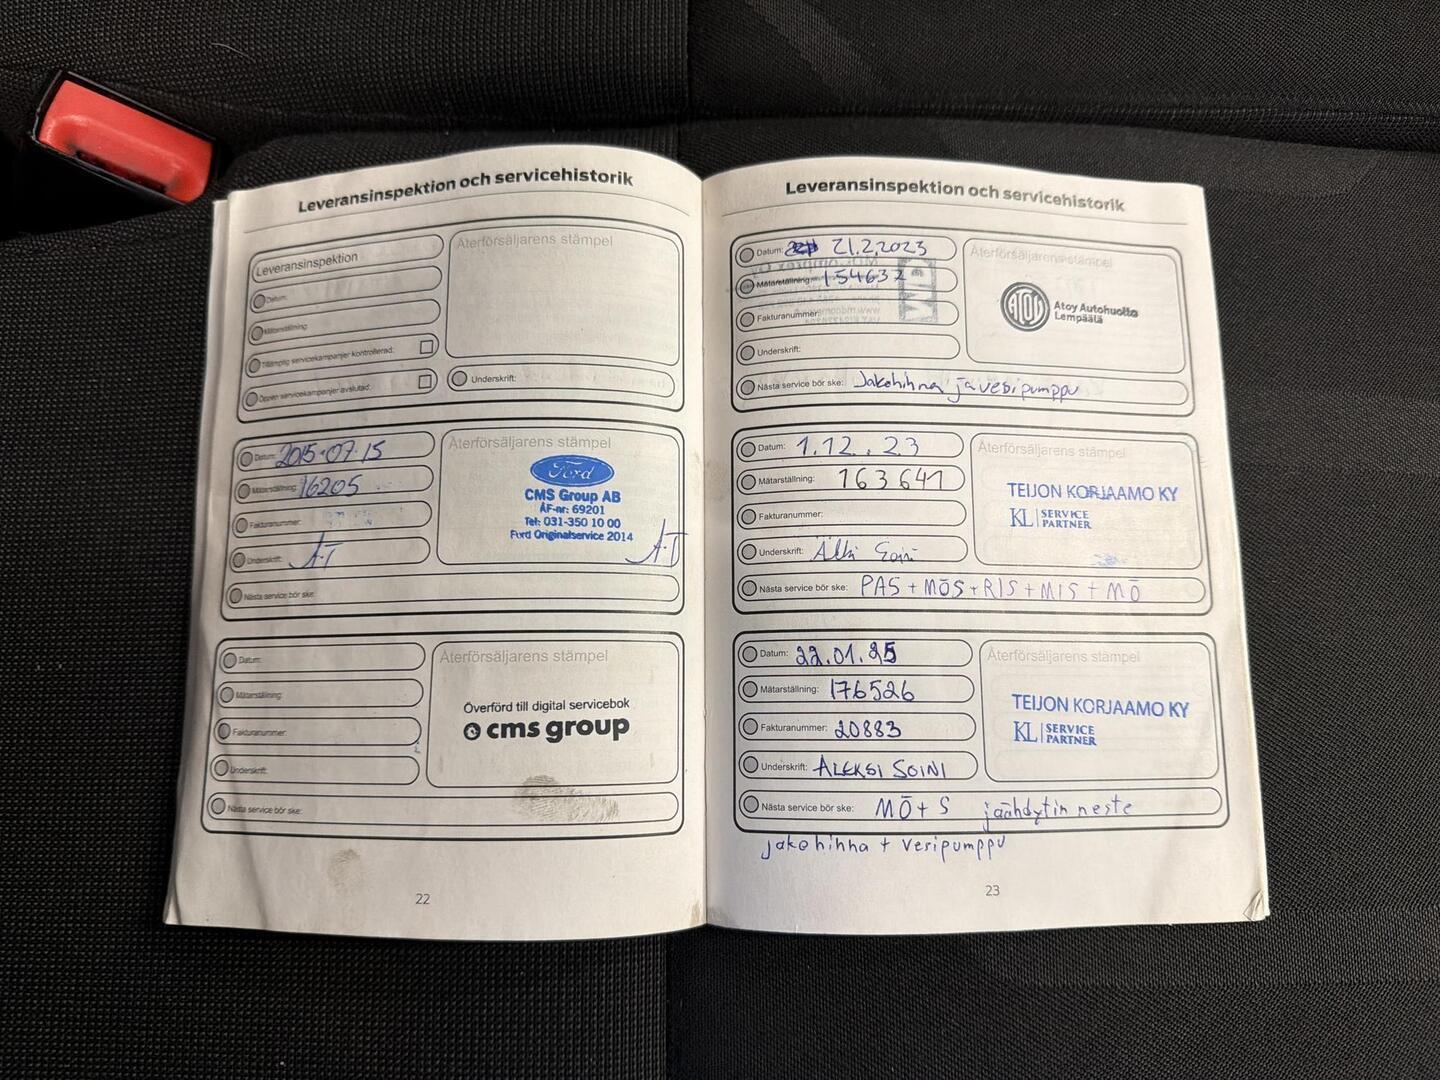 Leveransinspektion och servicehistorik
Leveransinspektion
Datum:
Mätarställning:
Tillämplig servicekampanjer kontrollerad:
Öppen servicekampanjer avslutad:
Återförsäljarens stämpel
Underskrift:
Datum: 2015-07-15
Mätarställning: 16205
Fakturanummer:
Underskrift: A.T
Nästa service bör ske:
Återförsäljarens stämpel
Ford
CMS Group AB
ÅF-nr: 69201
Tel: 031-350 10 00
Ford Originalservice 2014
A.T
Datum:
Mätarställning:
Fakturanummer:
Underskrift:
Nästa service bör ske:
Återförsäljarens stämpel
Överförd till digital servicebok
cms group
22
Leveransinspektion och servicehistorik
Datum: 21.2.2023
Mätarställning: 154637
Fakturanummer:
Underskrift:
Nästa service bör ske: Jakohihna ja vesipumppu
Återförsäljarens stämpel
ATOY
Atoy Autohuolto
Lempäälä
Datum: 1.12.23
Mätarställning: 163641
Fakturanummer:
Underskrift:
Nästa service bör ske: PAS + MÖS + RIS + MIS + MÖ
Återförsäljarens stämpel
TEIJON KORJAAMO KY
KL SERVICE
PARTNER
Datum: 22.01.25
Mätarställning: 176526
Fakturanummer: 20883
Underskrift: ALEKSI SOINI
Nästa service bör ske: MÖ + S jäähdytin neste
jakohihna + vesipumppu
Återförsäljarens stämpel
TEIJON KORJAAMO KY
KL SERVICE
PARTNER
23